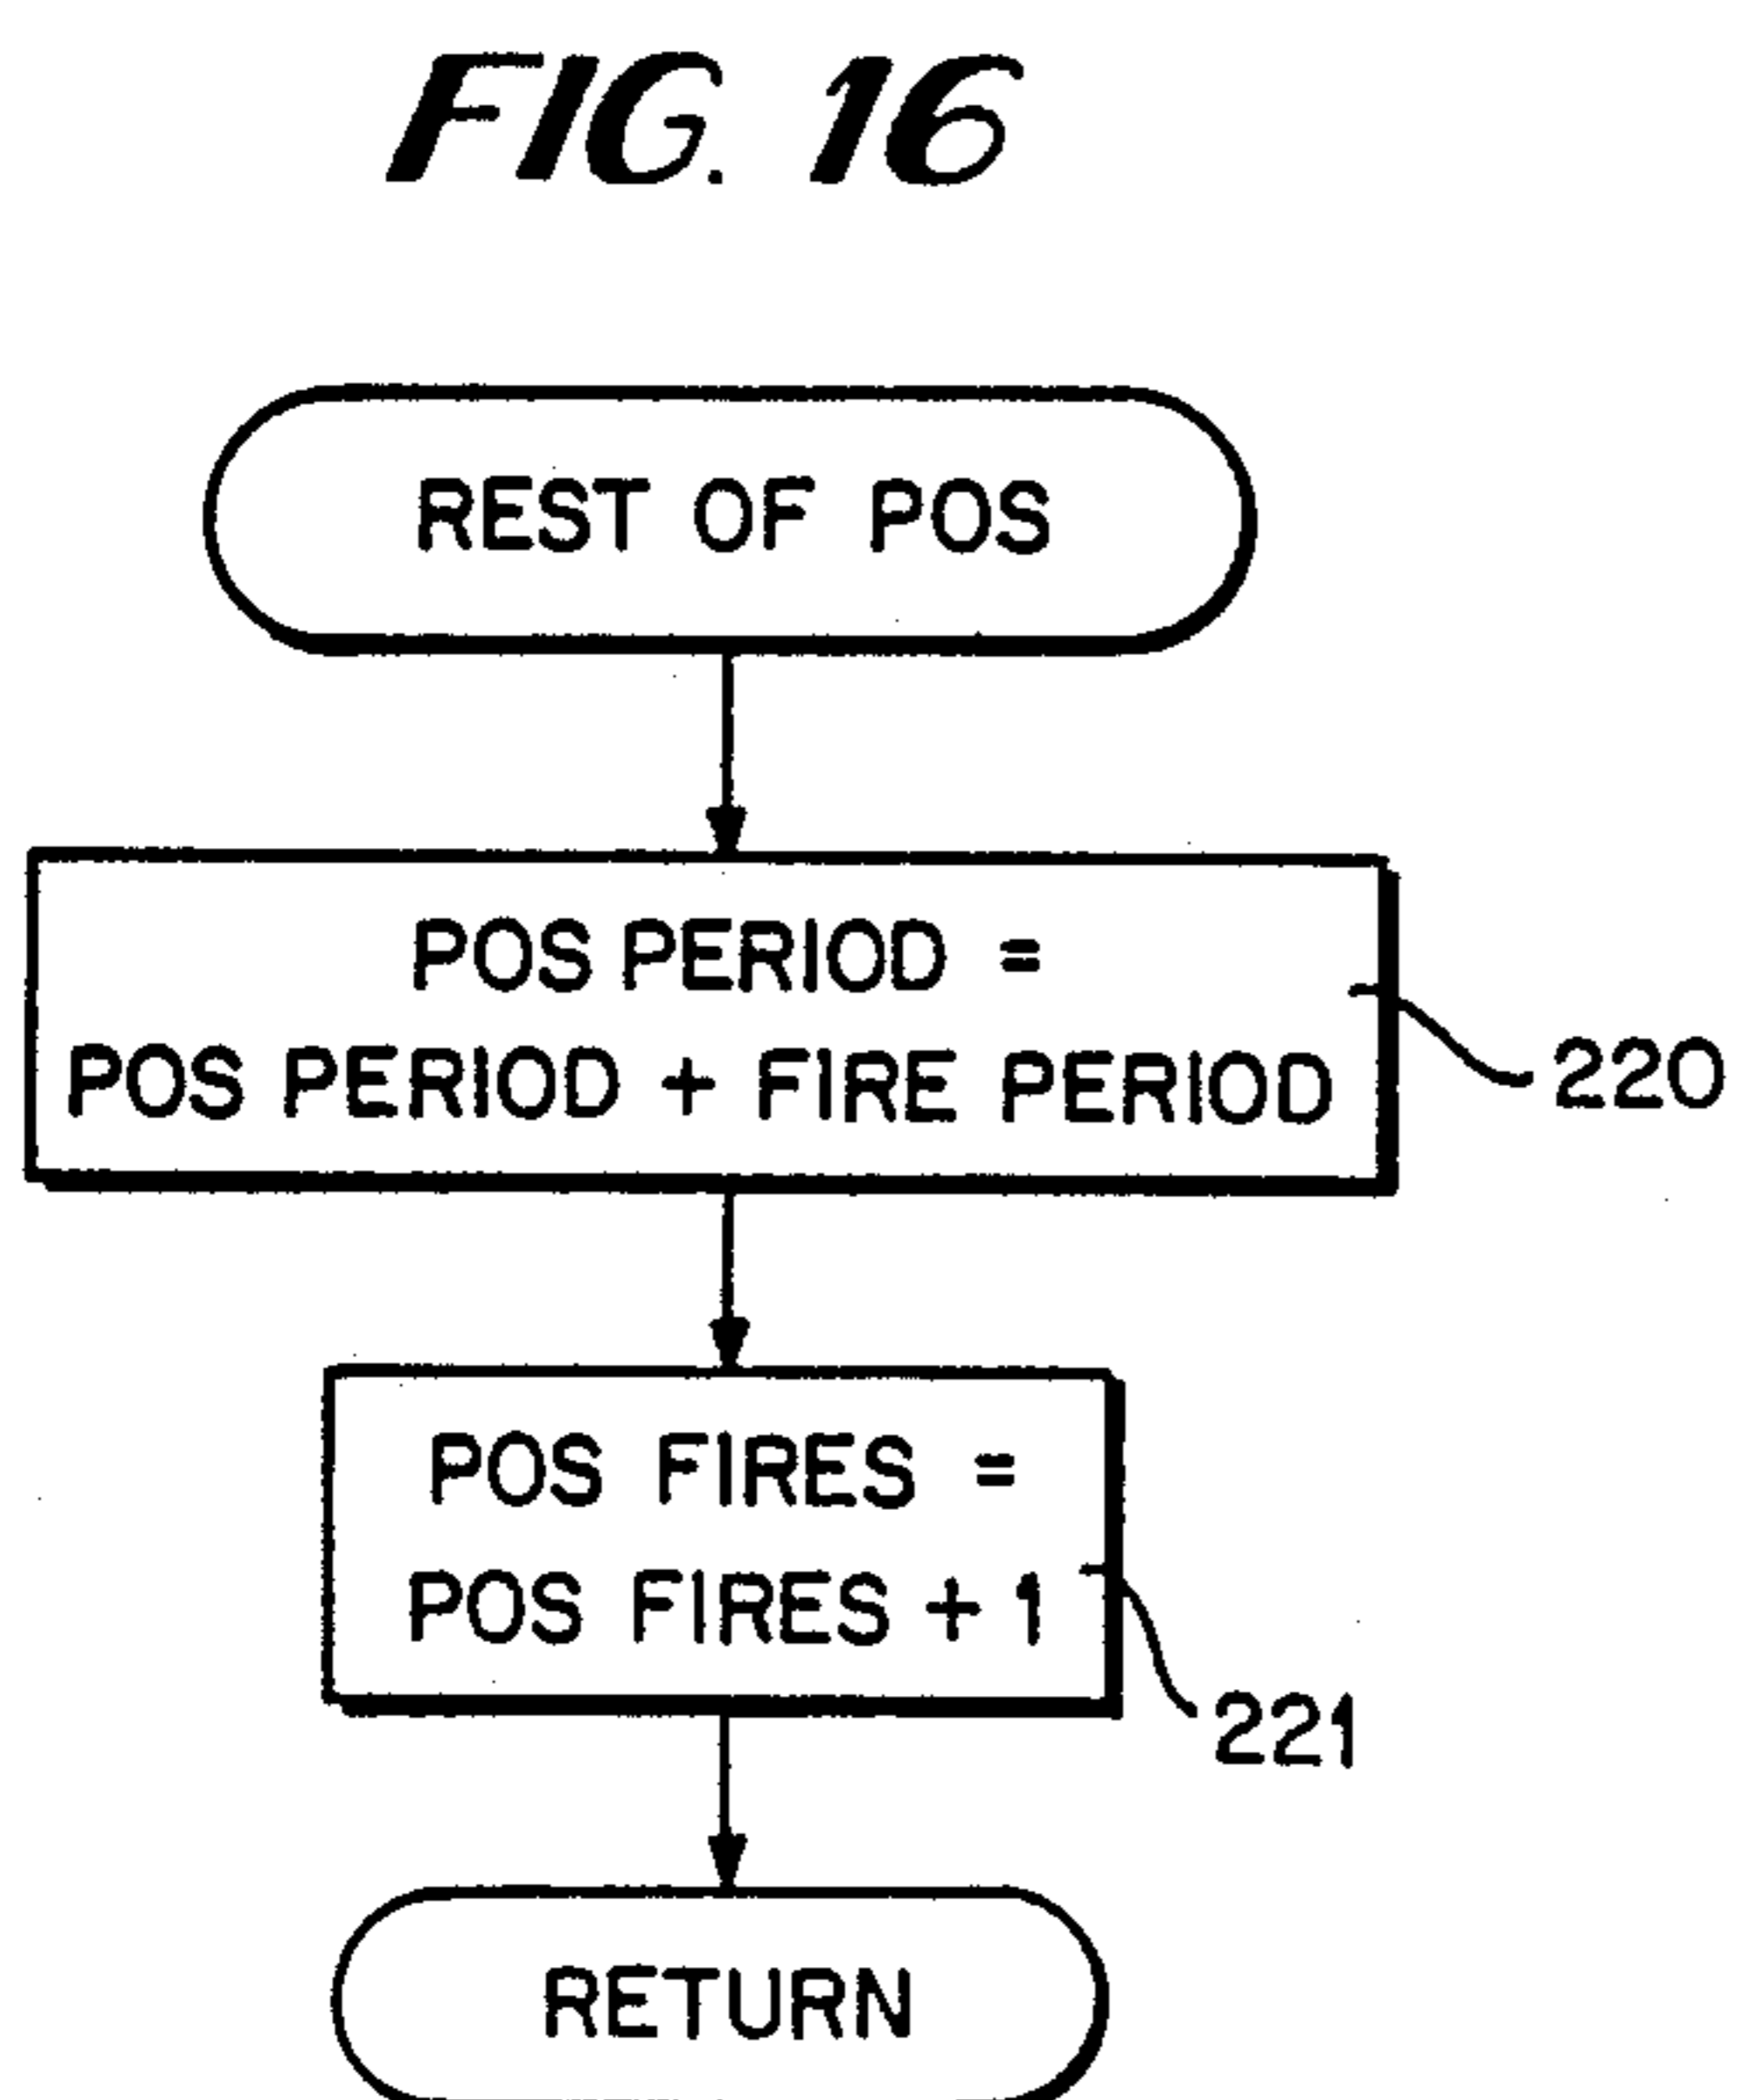 FIG. 16
REST OF POS
POS PERIOD =
POS PERIOD + FIRE PERIOD
220
POS FIRES =
POS FIRES + 1
221
RETURN